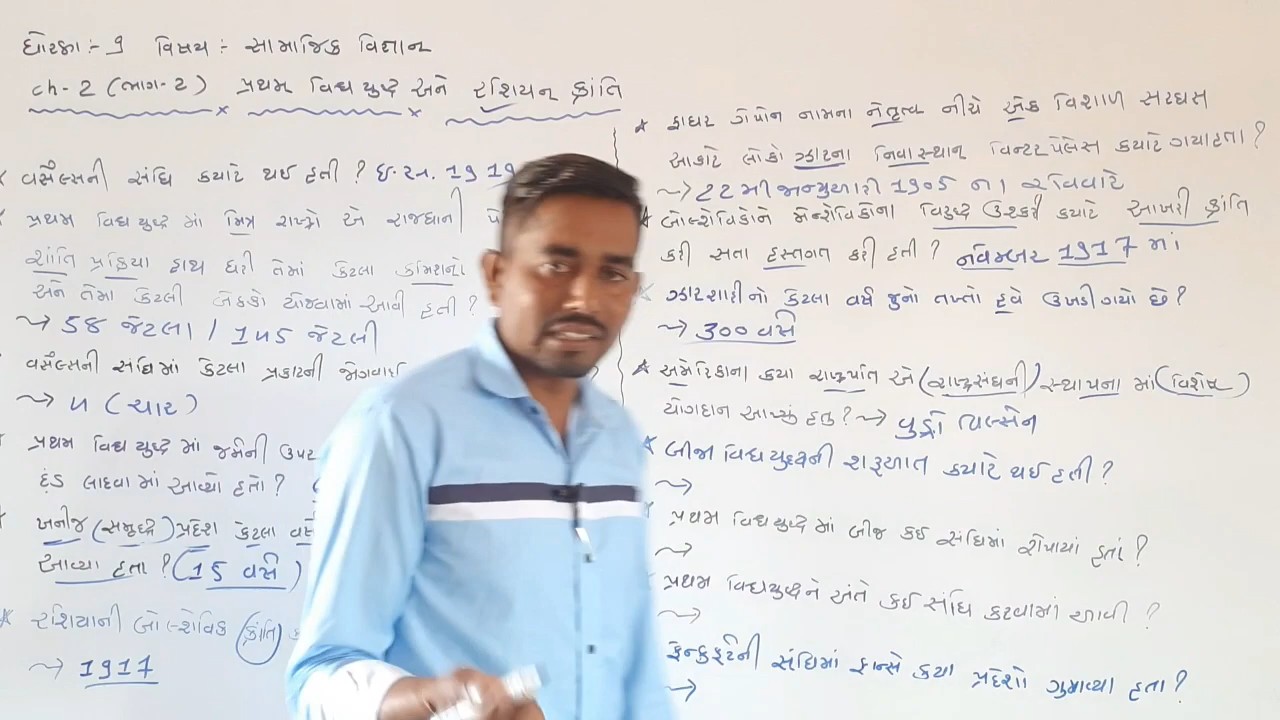 ધોરણ :- 9 વિષય :- સામાજિક વિજ્ઞાન
ch-2 (ભાગ-2) પ્રથમ વિશ્વયુદ્ધ અને રશિયન ક્રાંતિ
વર્સેલ્સની સંધિ ક્યારે થઈ હતી ? ઇ.સ. 1919
પ્રથમ વિશ્વયુદ્ધ માં મિત્ર રાષ્ટ્રો એ રાજધાની
શાંતિ પ્રક્રિયા હાથ ધરી તેમાં કેટલા કમિશનો
અને તેમાં કેટલી બેઠકો યોજવામાં આવી હતી ?
→ 58 જેટલા / 145 જેટલી
વર્સેલ્સની સંધિમાં કેટલા પ્રકારની જોગવાઈ
→ 4 (ચાર)
પ્રથમ વિશ્વયુદ્ધ માં જર્મની ઉપર
દંડ લાદવામાં આવ્યો હતો ?
ખનીજ (સમૃદ્ધ) પ્રદેશ કેટલા વર્ષ
આવ્યા હતા ? (15 વર્ષ)
★ રશિયાની બોલ્શેવિક ક્રાંતિ
→ 1917
★ ફાધર ગેપોન નામના નેતૃત્વ નીચે એક વિશાળ સરઘસ
આકારે લોકો ઝારના નિવાસ્થાન વિન્ટર પેલેસ ક્યારે ગયા હતા ?
→ 22 મી જાન્યુઆરી 1905 ના રવિવારે
★ બોલ્શેવિકોને મેન્શેવિકોના વિરુદ્ધ ઉશ્કેરી ક્યારે આખરી ક્રાંતિ
કરી સત્તા હસ્તગત કરી હતી ? નવેમ્બર 1917 માં
ઝારશાહીનો કેટલા વર્ષ જુનો તખ્તો હવે ઉખડી ગયો છે ?
→ 300 વર્ષ
★ અમેરિકાના કયા રાષ્ટ્રપતિ એ (રાષ્ટ્રસંઘની) સ્થાપના માં (વિશેષ)
યોગદાન આપ્યું હતુ ? → વુડ્રો વિલ્સન
★ બીજા વિશ્વયુદ્ધની શરૂઆત ક્યારે થઈ હતી ?
→
પ્રથમ વિશ્વયુદ્ધ માં બીજ કઈ સંધિમાં રોપાયાં હતાં ?
→
પ્રથમ વિશ્વયુદ્ધને અંતે કઈ સંધિ કરવામાં આવી ?
→
ફ્રેન્કફર્ટની સંધિમાં ફ્રાન્સે કયા પ્રદેશો ગુમાવ્યા હતા ?
→